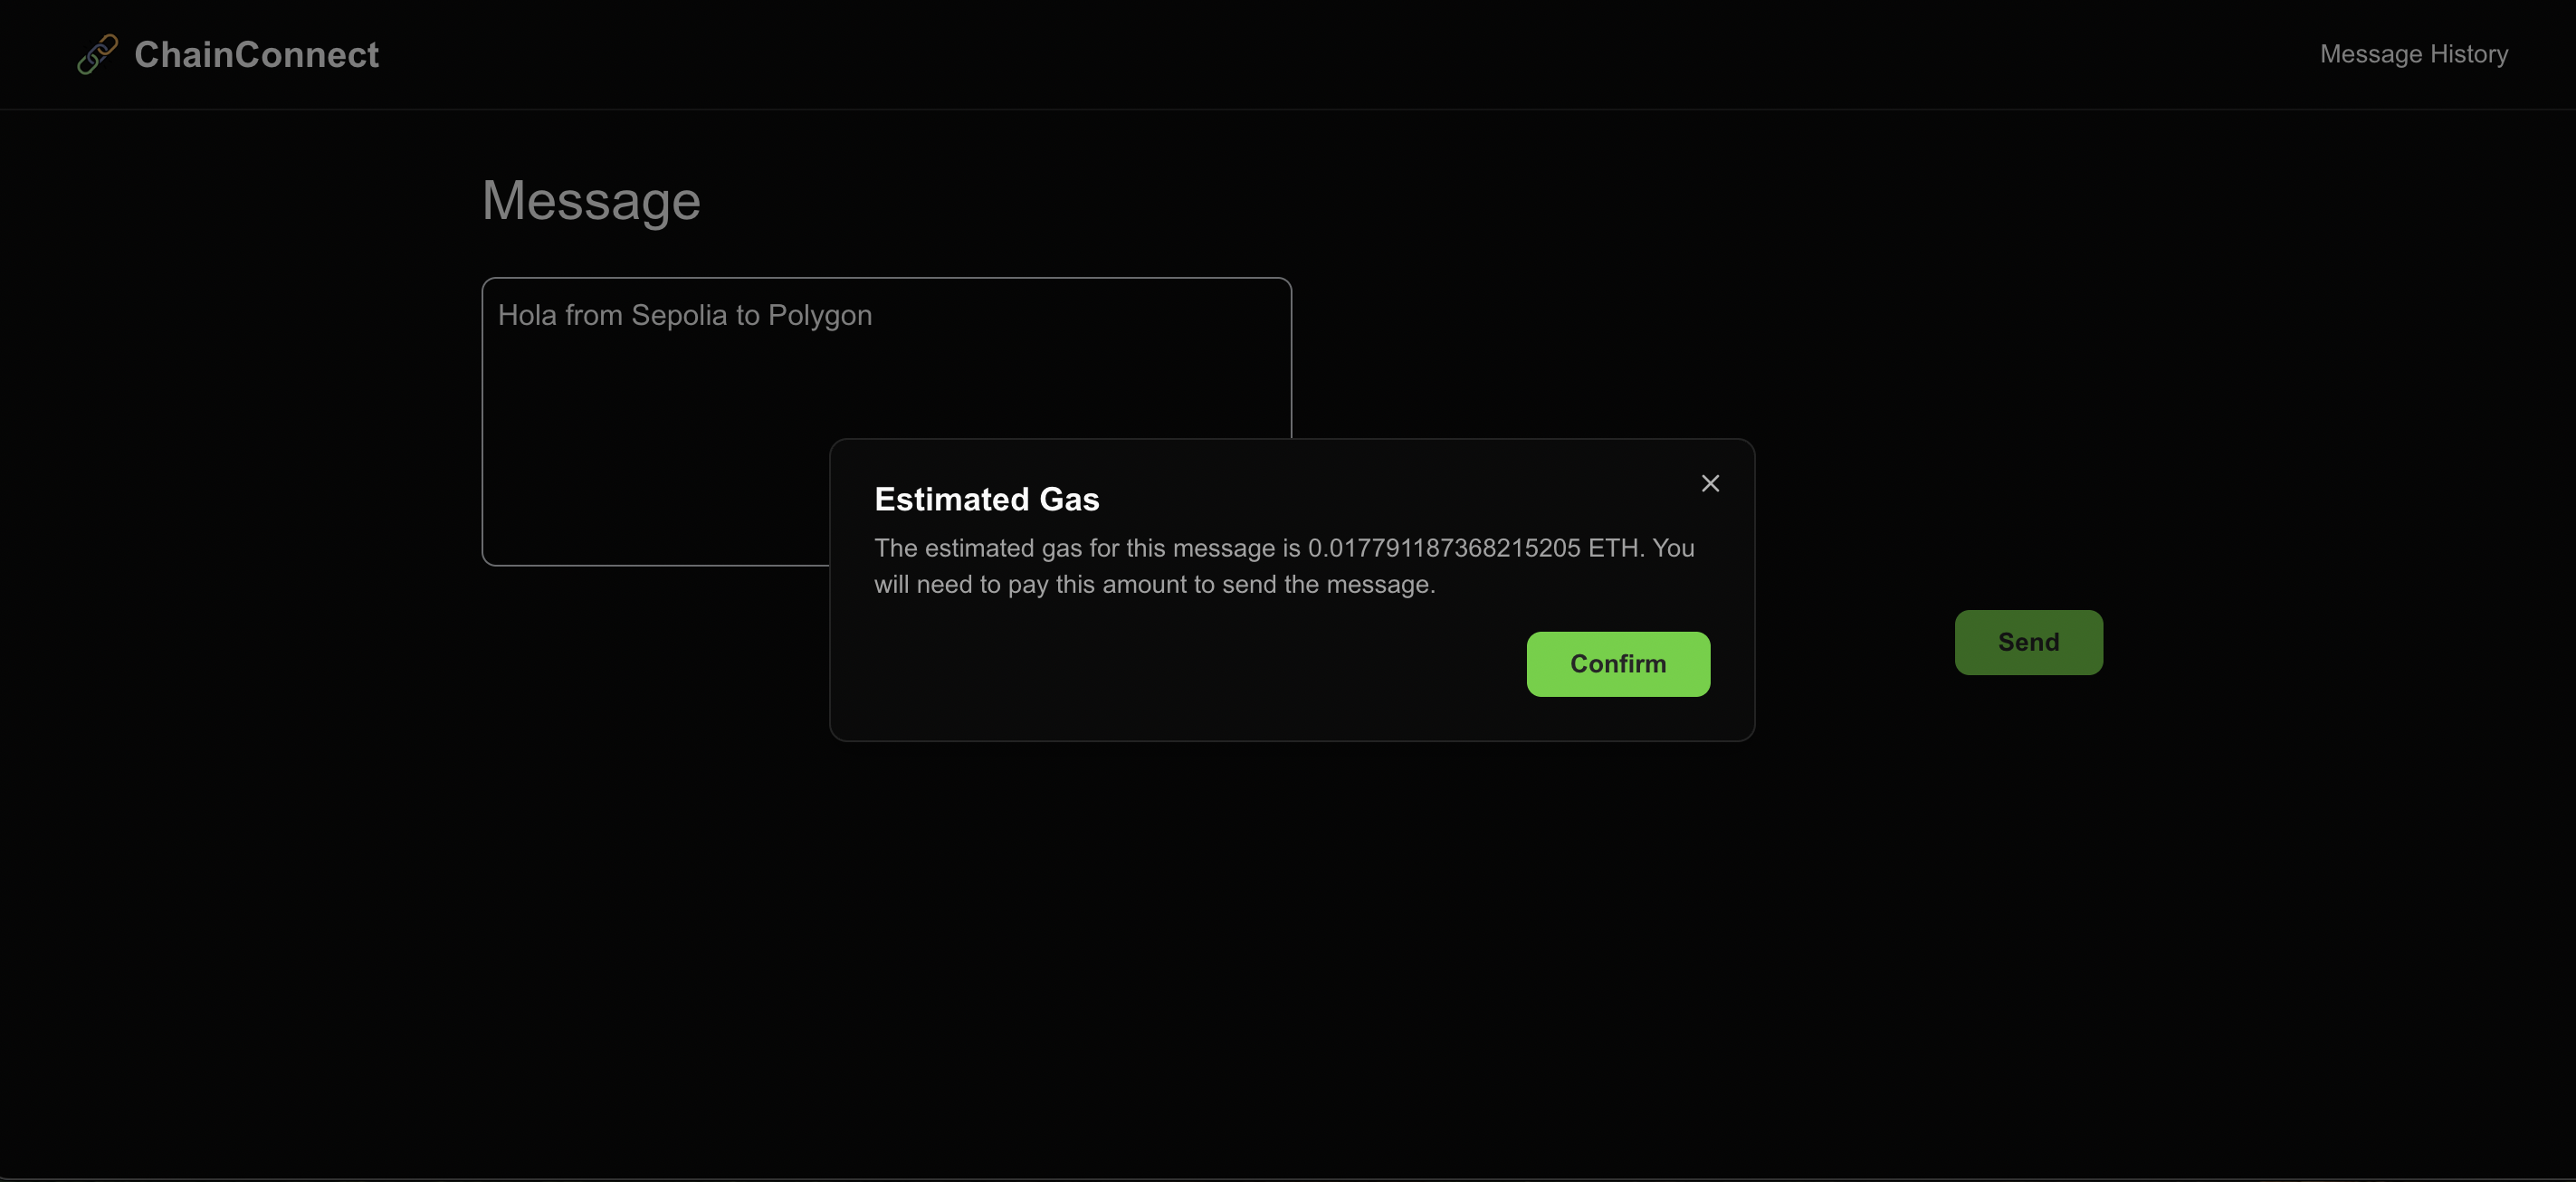 ChainConnect
Message History
Message
Hola from Sepolia to Polygon
Estimated Gas
The estimated gas for this message is 0.017791187368215205 ETH. You
will need to pay this amount to send the message.
Confirm
Send